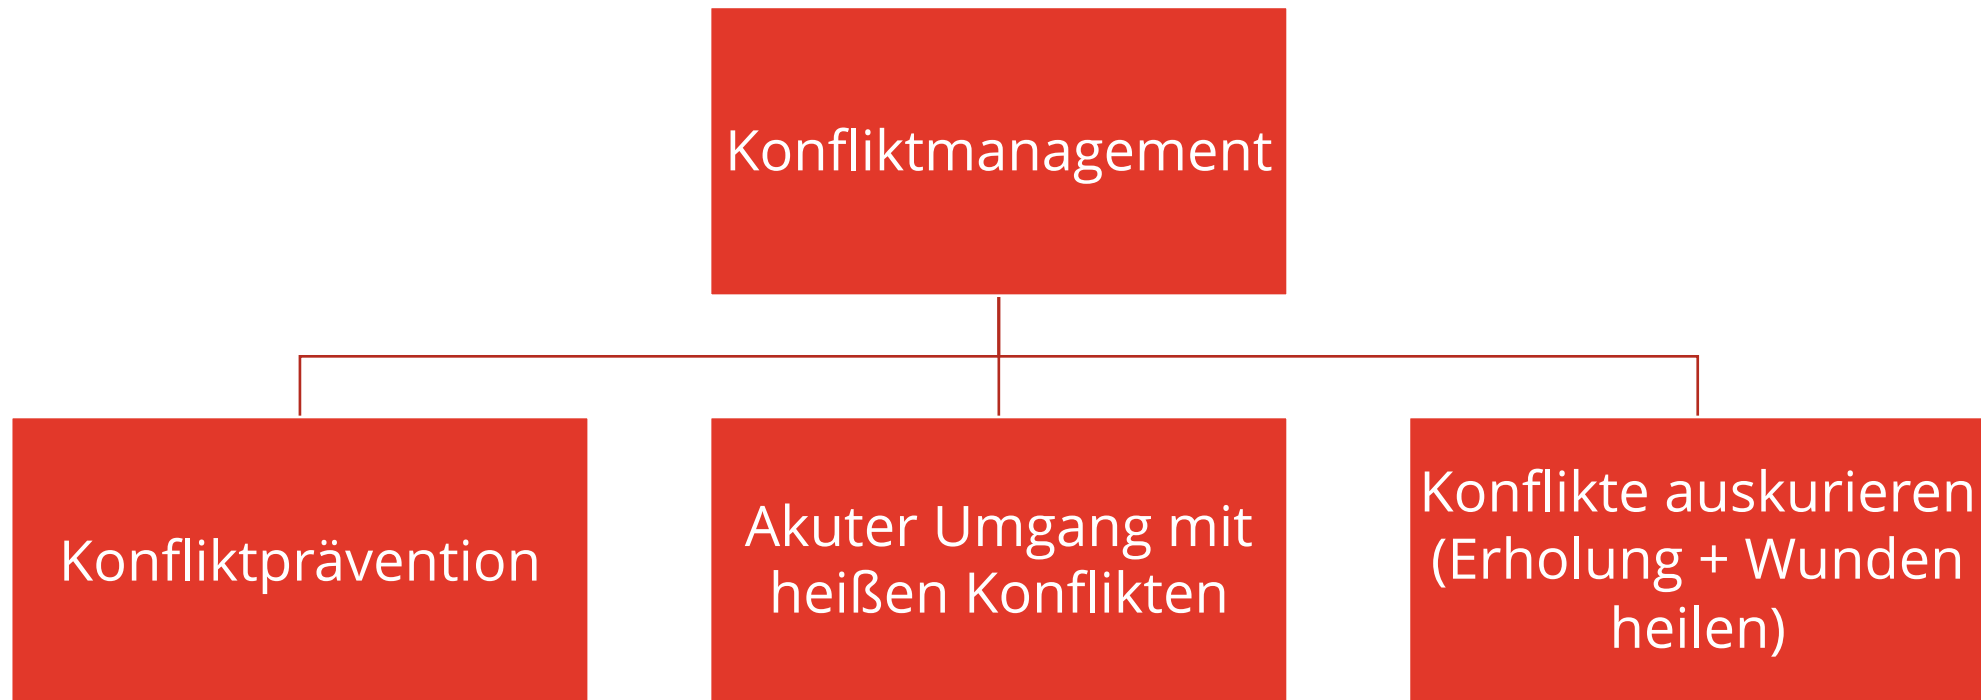 Konfliktmanagement
Konfliktprävention
Akuter Umgang mit
heißen Konflikten
Konflikte auskurieren
(Erholung + Wunden
heilen)